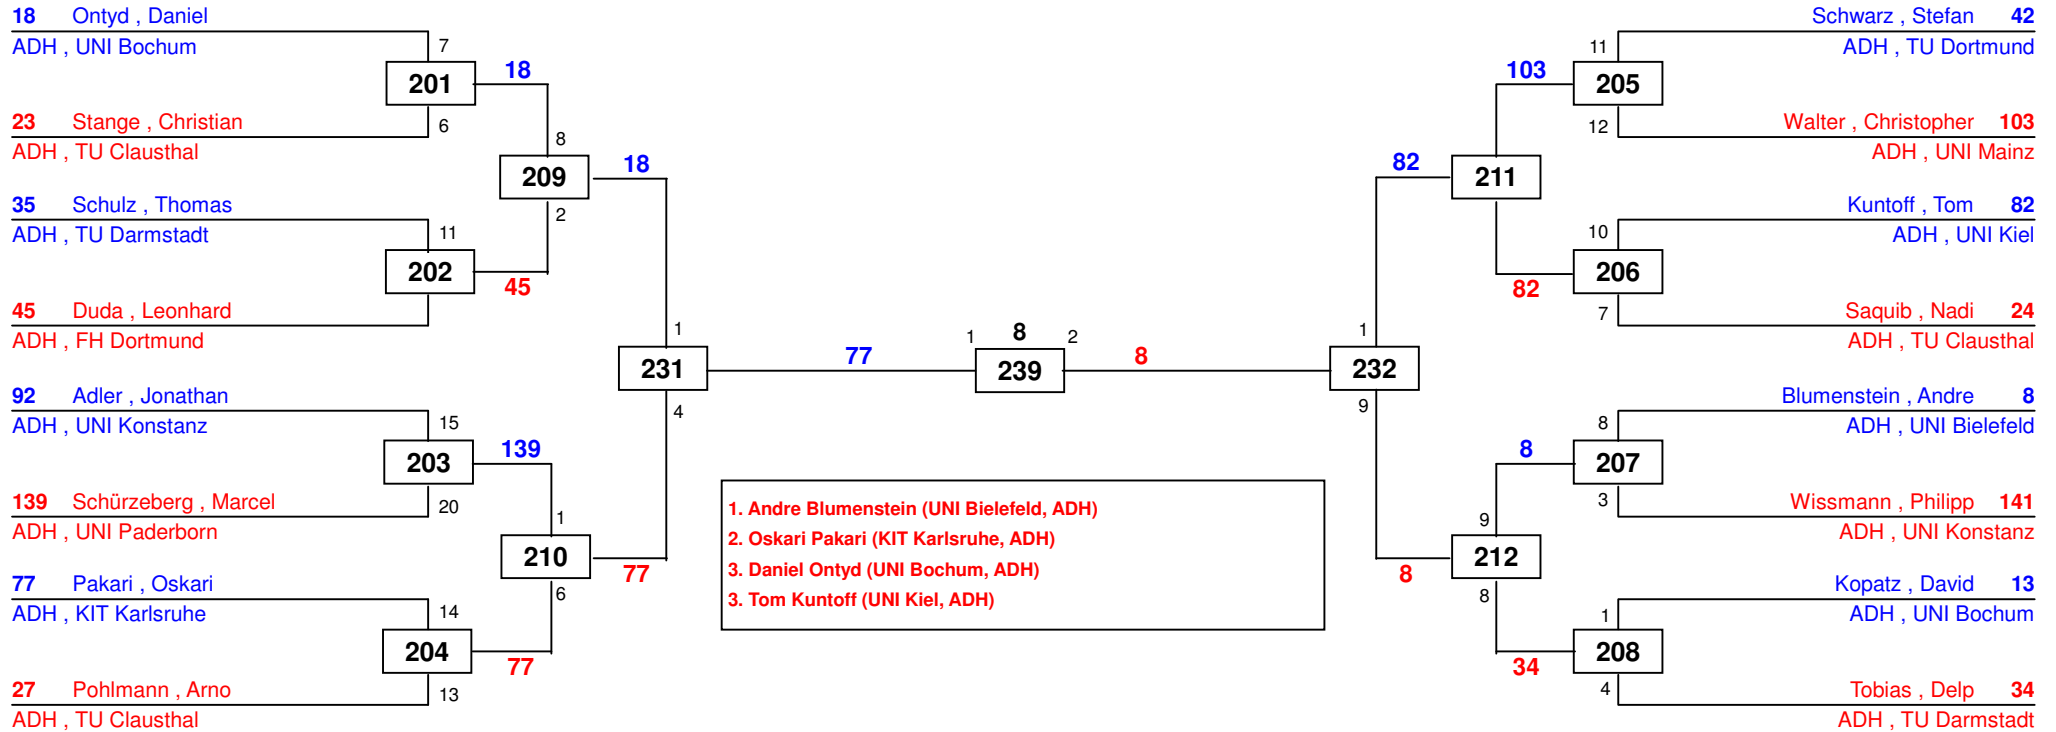 18 Ontyd , Daniel
ADH , UNI Bochum
7
201
18
6
23 Stange , Christian
ADH , TU Clausthal
8
209
18
2
35 Schulz , Thomas
ADH , TU Darmstadt
11
202
45
45 Duda , Leonhard
ADH , FH Dortmund
1
231
77
4
92 Adler , Jonathan
ADH , UNI Konstanz
15
203
139
20
139 Schürzeberg , Marcel
ADH , UNI Paderborn
1
210
77
6
77 Pakari , Oskari
ADH , KIT Karlsruhe
14
204
77
13
27 Pohlmann , Arno
ADH , TU Clausthal
1 8 2
239
8
1. Andre Blumenstein (UNI Bielefeld, ADH)
2. Oskari Pakari (KIT Karlsruhe, ADH)
3. Daniel Ontyd (UNI Bochum, ADH)
3. Tom Kuntoff (UNI Kiel, ADH)
Schwarz , Stefan 42
ADH , TU Dortmund
11
103
205
12
Walter , Christopher 103
ADH , UNI Mainz
82
211
Kuntoff , Tom 82
ADH , UNI Kiel
10
206
82
7
Saquib , Nadi 24
ADH , TU Clausthal
1
232
9
Blumenstein , Andre 8
ADH , UNI Bielefeld
8
8
207
3
Wissmann , Philipp 141
ADH , UNI Konstanz
9
212
8
8
Kopatz , David 13
ADH , UNI Bochum
1
208
34
4
Tobias , Delp 34
ADH , TU Darmstadt